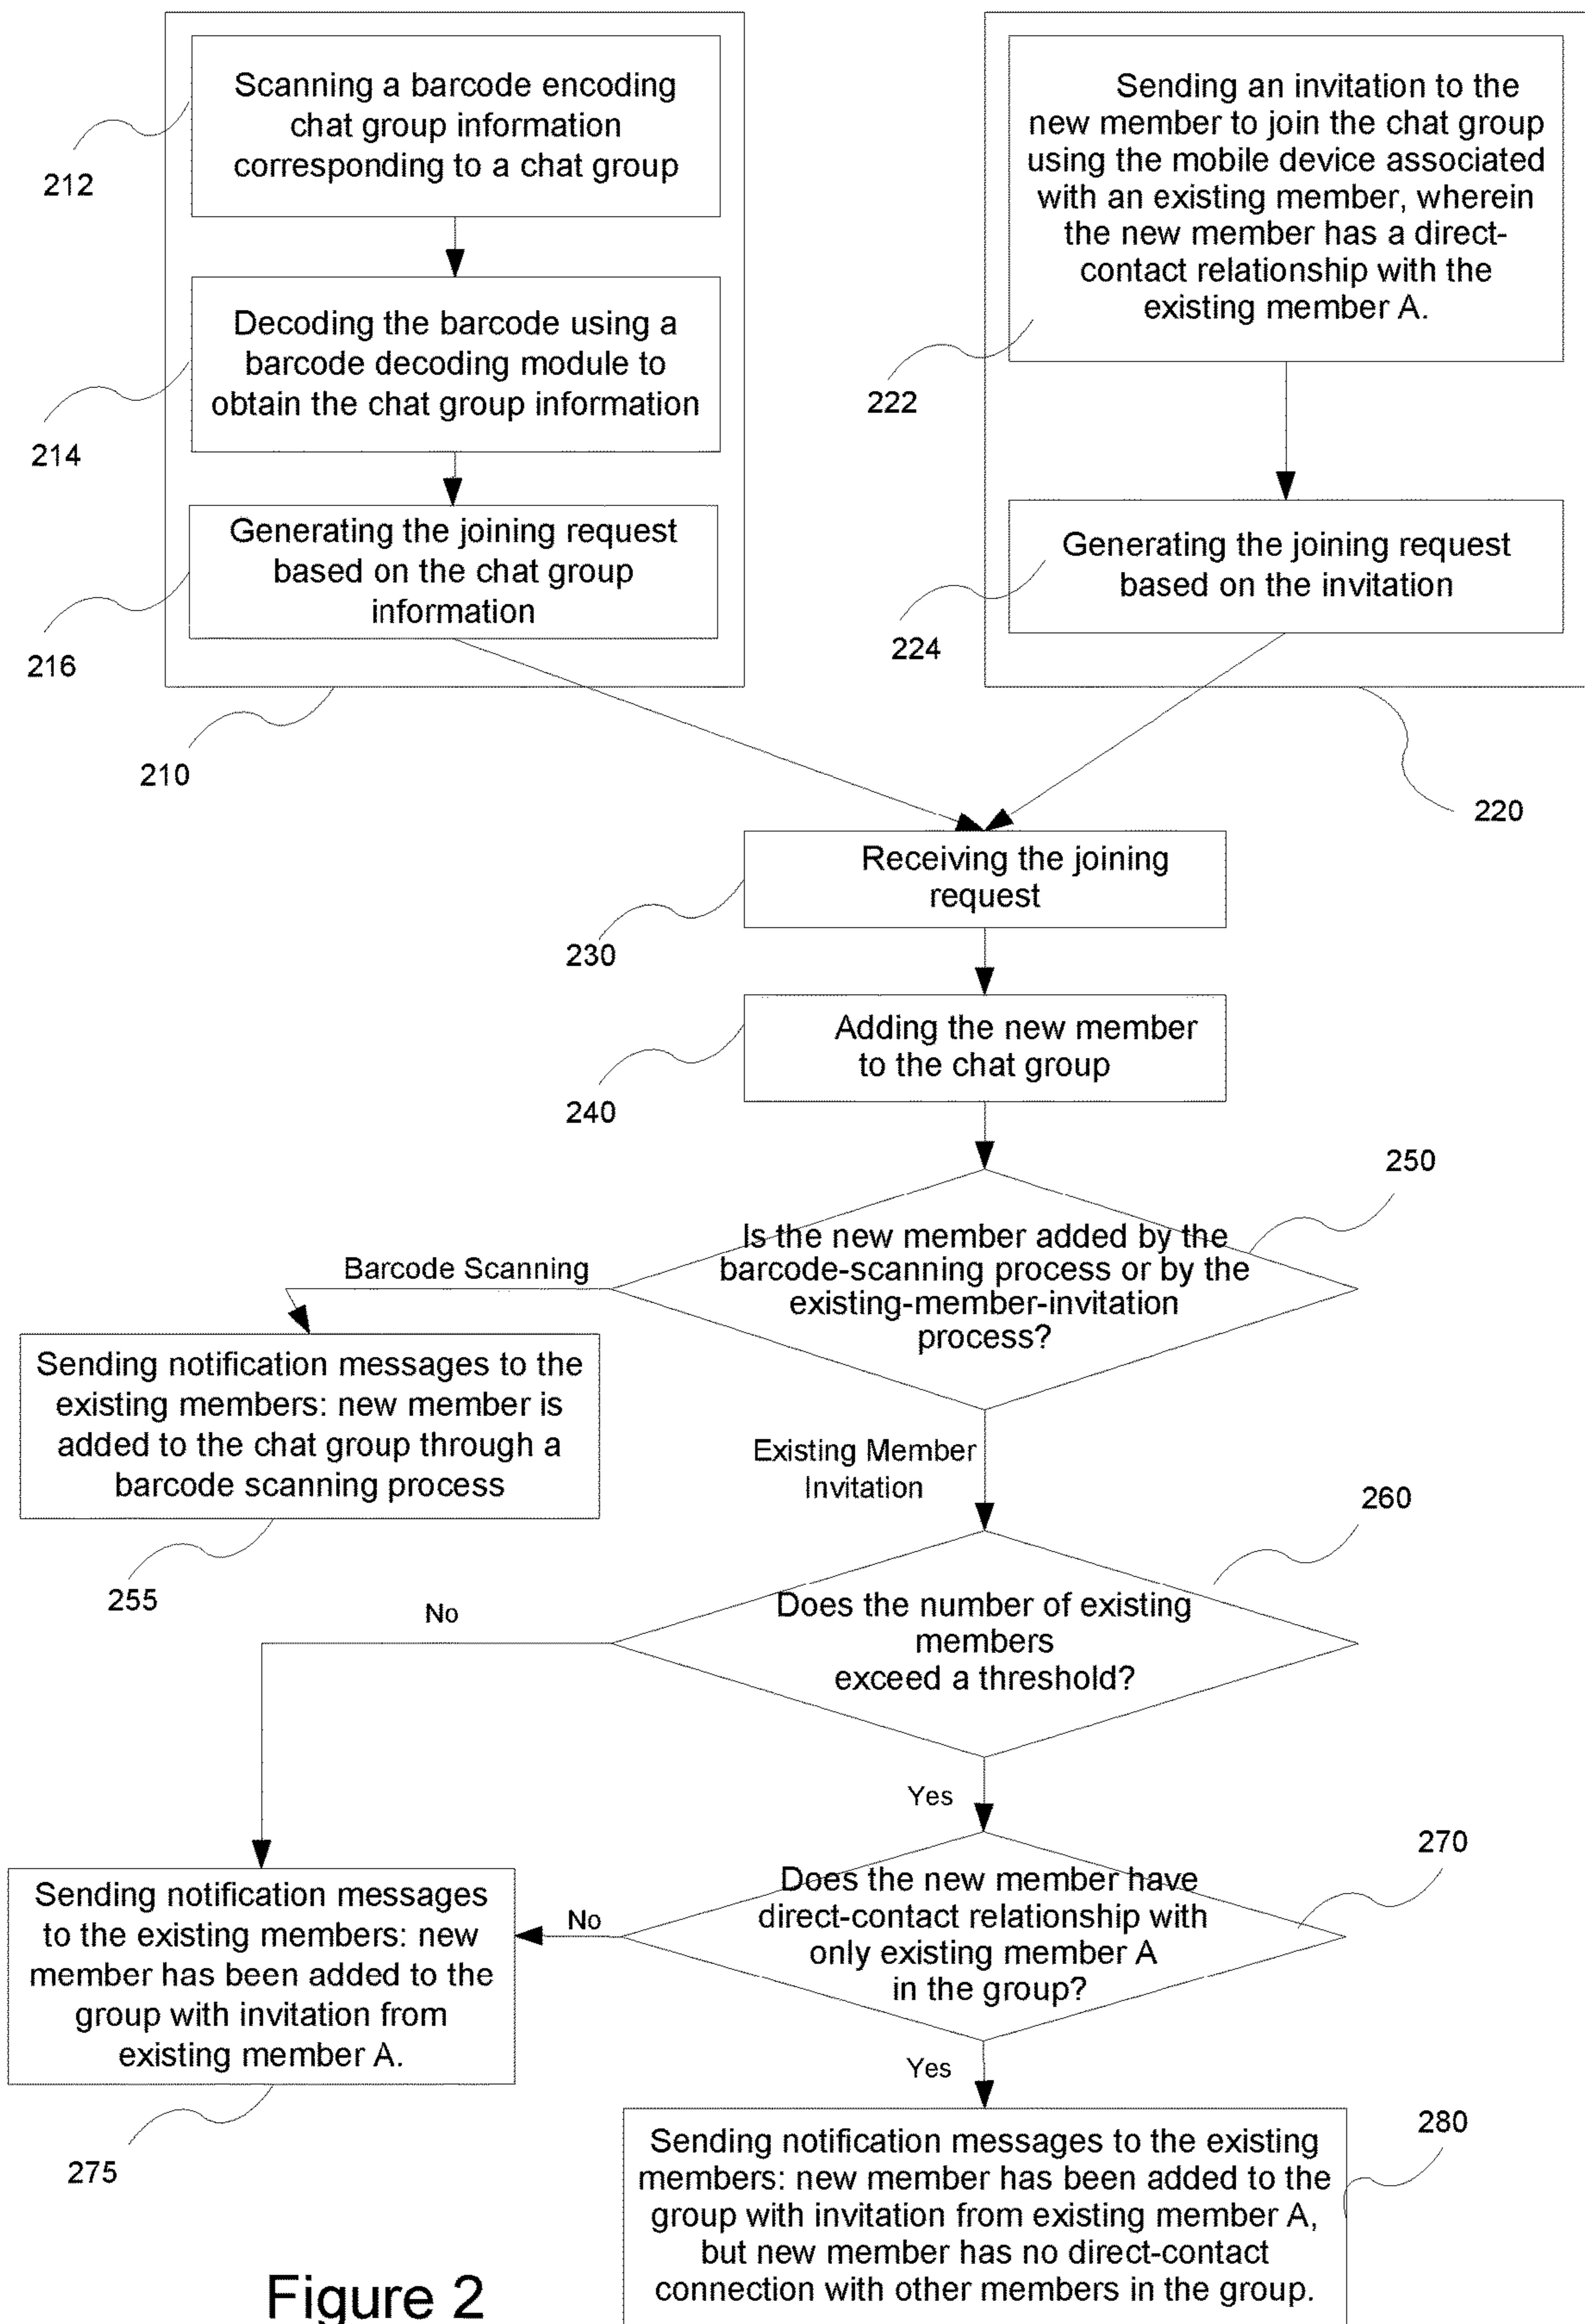 Scanning a barcode encoding
chat group information
corresponding to a chat group
212
Decoding the barcode using a
barcode decoding module to
obtain the chat group information
214
Generating the joining request
based on the chat group
information
216
210
Sending an invitation to the
new member to join the chat group
using the mobile device associated
with an existing member, wherein
the new member has a direct-
contact relationship with the
existing member A.
222
Generating the joining request
based on the invitation
224
220
Receiving the joining
request
230
Adding the new member
to the chat group
240
250
Is the new member added by the
barcode-scanning process or by the
existing-member-invitation
process?
Barcode Scanning
Sending notification messages to the
existing members: new member is
added to the chat group through a
barcode scanning process
255
Existing Member
Invitation
260
Does the number of existing
members
exceed a threshold?
No
Yes
270
Does the new member have
direct-contact relationship with
only existing member A
in the group?
No
Sending notification messages
to the existing members: new
member has been added to the
group with invitation from
existing member A.
275
Yes
280
Sending notification messages to the existing
members: new member has been added to the
group with invitation from existing member A,
but new member has no direct-contact
connection with other members in the group.
Figure 2